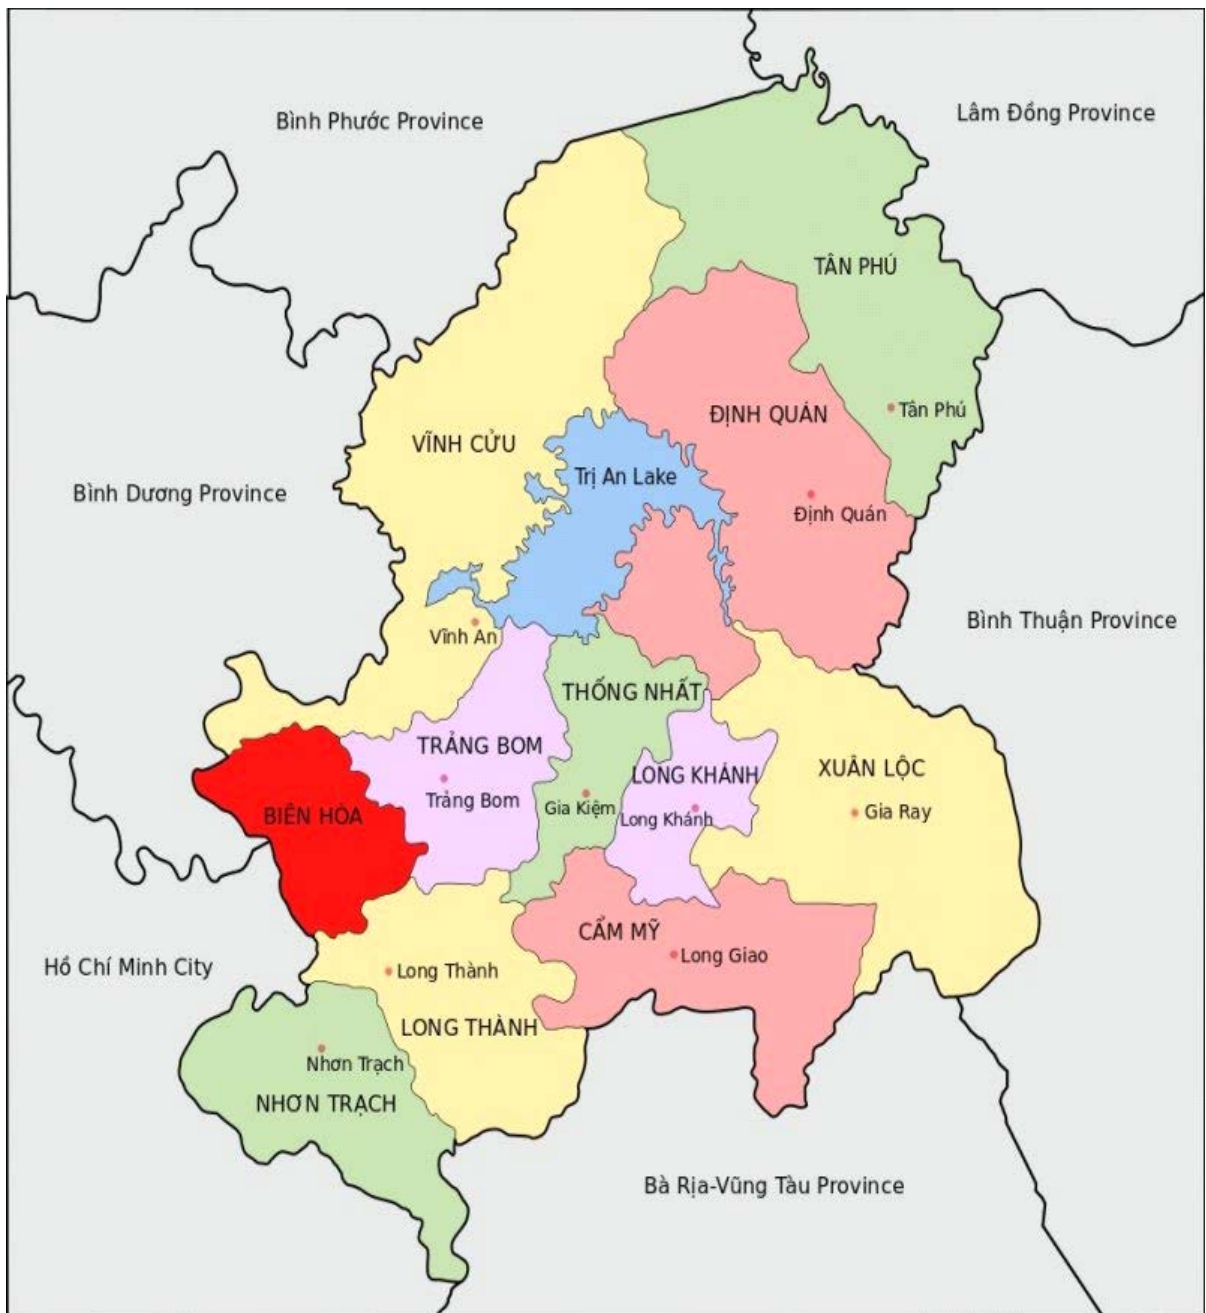 Lâm Đồng Province
Bình Phước Province
TÂN PHÚ
Tân Phú
ĐỊNH QUÁN
VĨNH CỬU
Trị An Lake
Bình Dương Province
Định Quán
Bình Thuận Province
Vĩnh An
THỐNG NHẤT
TRẢNG BOM
XUÂN LỘC
LONG KHÁNH
Trảng Bom
Gia Kiệm
Gia Ray
BIÊN HÒA
Long Khánh
CẨM MỸ
Long Giao
Hồ Chí Minh City
Long Thành
LONG THÀNH
Nhơn Trạch
NHƠN TRẠCH
Bà Rịa-Vũng Tàu Province